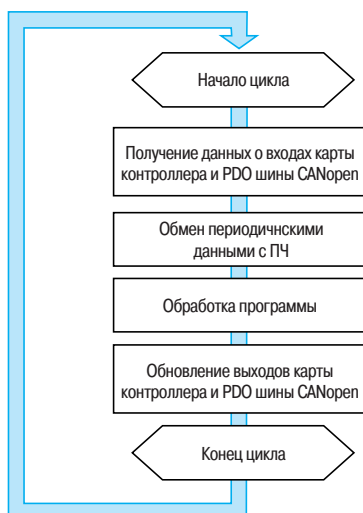 Начало цикла
Получение данных о входах карты
контроллера и PDO шины CANopen
Обмен периодичнскими
данными с ПЧ
Обработка программы
Обновление выходов карты
контроллера и PDO шины CANopen
Конец цикла